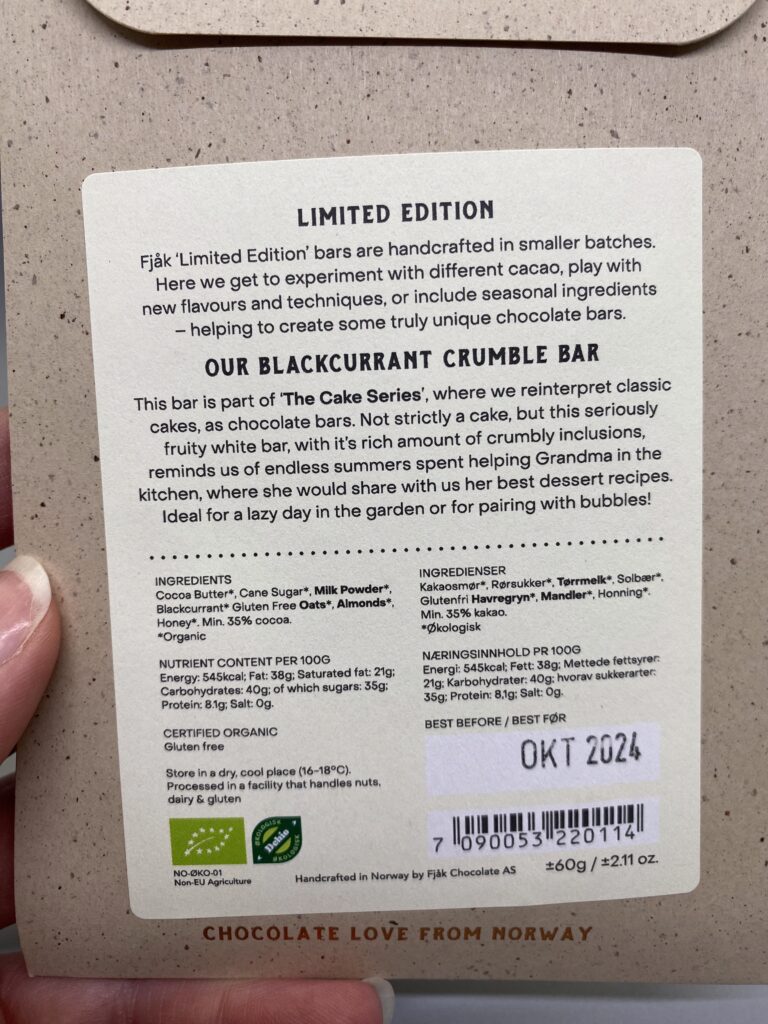 LIMITED EDITION
Fjåk ‘Limited Edition’ bars are handcrafted in smaller batches.
Here we get to experiment with different cacao, play with
new flavours and techniques, or include seasonal ingredients
– helping to create some truly unique chocolate bars.
OUR BLACKCURRANT CRUMBLE BAR
This bar is part of ‘The Cake Series’, where we reinterpret classic
cakes, as chocolate bars. Not strictly a cake, but this seriously
fruity white bar, with it’s rich amount of crumbly inclusions,
reminds us of endless summers spent helping Grandma in the
kitchen, where she would share with us her best dessert recipes.
Ideal for a lazy day in the garden or for pairing with bubbles!
INGREDIENTS
Cocoa Butter*, Cane Sugar*, Milk Powder*,
Blackcurrant* Gluten Free Oats*, Almonds*,
Honey*. Min. 35% cocoa.
*Organic
NUTRIENT CONTENT PER 100G
Energy: 545kcal; Fat: 38g; Saturated fat: 21g;
Carbohydrates: 40g; of which sugars: 35g;
Protein: 8.1g; Salt: 0g.
CERTIFIED ORGANIC
Gluten free
Store in a dry, cool place (16-18°C).
Processed in a facility that handles nuts,
dairy & gluten
INGREDIENSER
Kakaosmør*, Rørsukker*, Tørrmelk*, Solbær*,
Glutenfri Havregryn*, Mandler*, Honning*.
Min. 35% kakao.
*Økologisk
NÆRINGSINNHOLD PR 100G
Energi: 545kcal; Fett: 38g; Mettede fettsyrer:
21g; Karbohydrater: 40g; hvorav sukkerarter:
35g; Protein: 8,1g; Salt: 0g.
BEST BEFORE / BEST FØR
OKT 2024
7 090053 220114
±60g / ±2.11 oz.
ØKOLOGISK
Debio
ØKOLOGISK
NO-ØKO-01
Non-EU Agriculture
Handcrafted in Norway by Fjåk Chocolate AS
CHOCOLATE LOVE FROM NORWAY